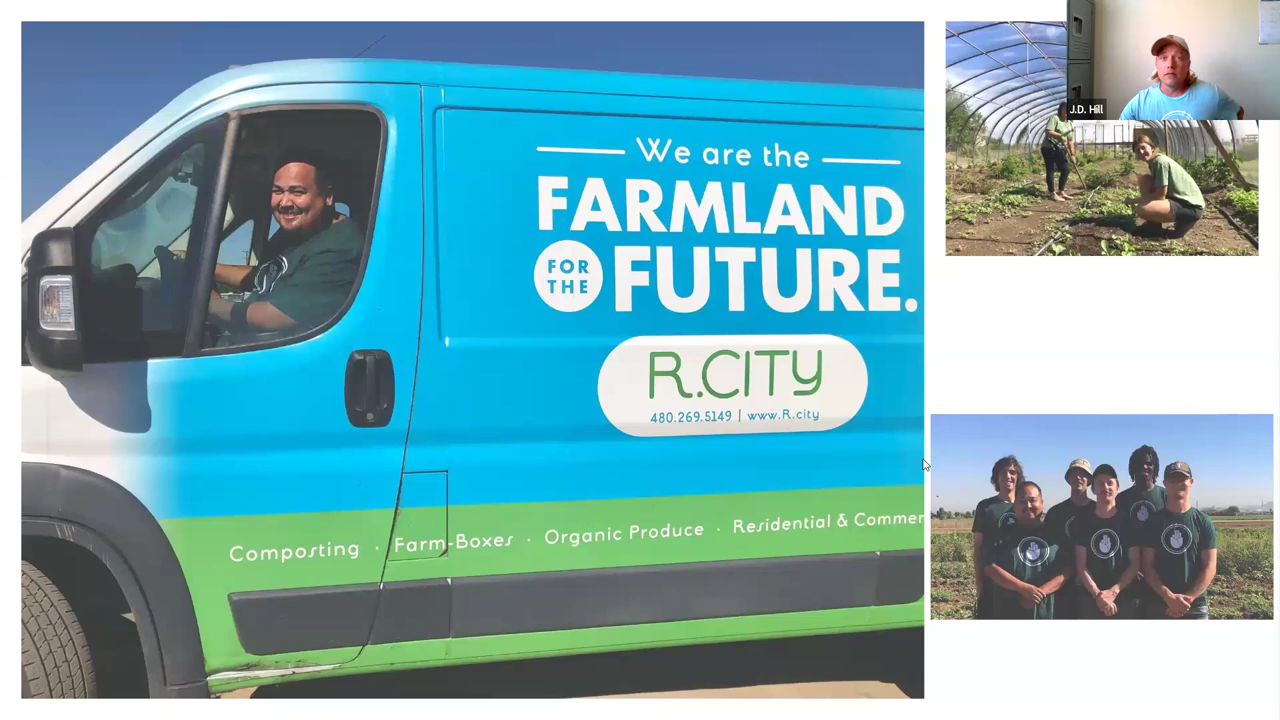 We are the
FARMLAND
FOR THE
FUTURE.
R.CITY
480.269.5149 | www.R.city
Composting · Farm-Boxes · Organic Produce · Residential & Commer
J.D. Hill